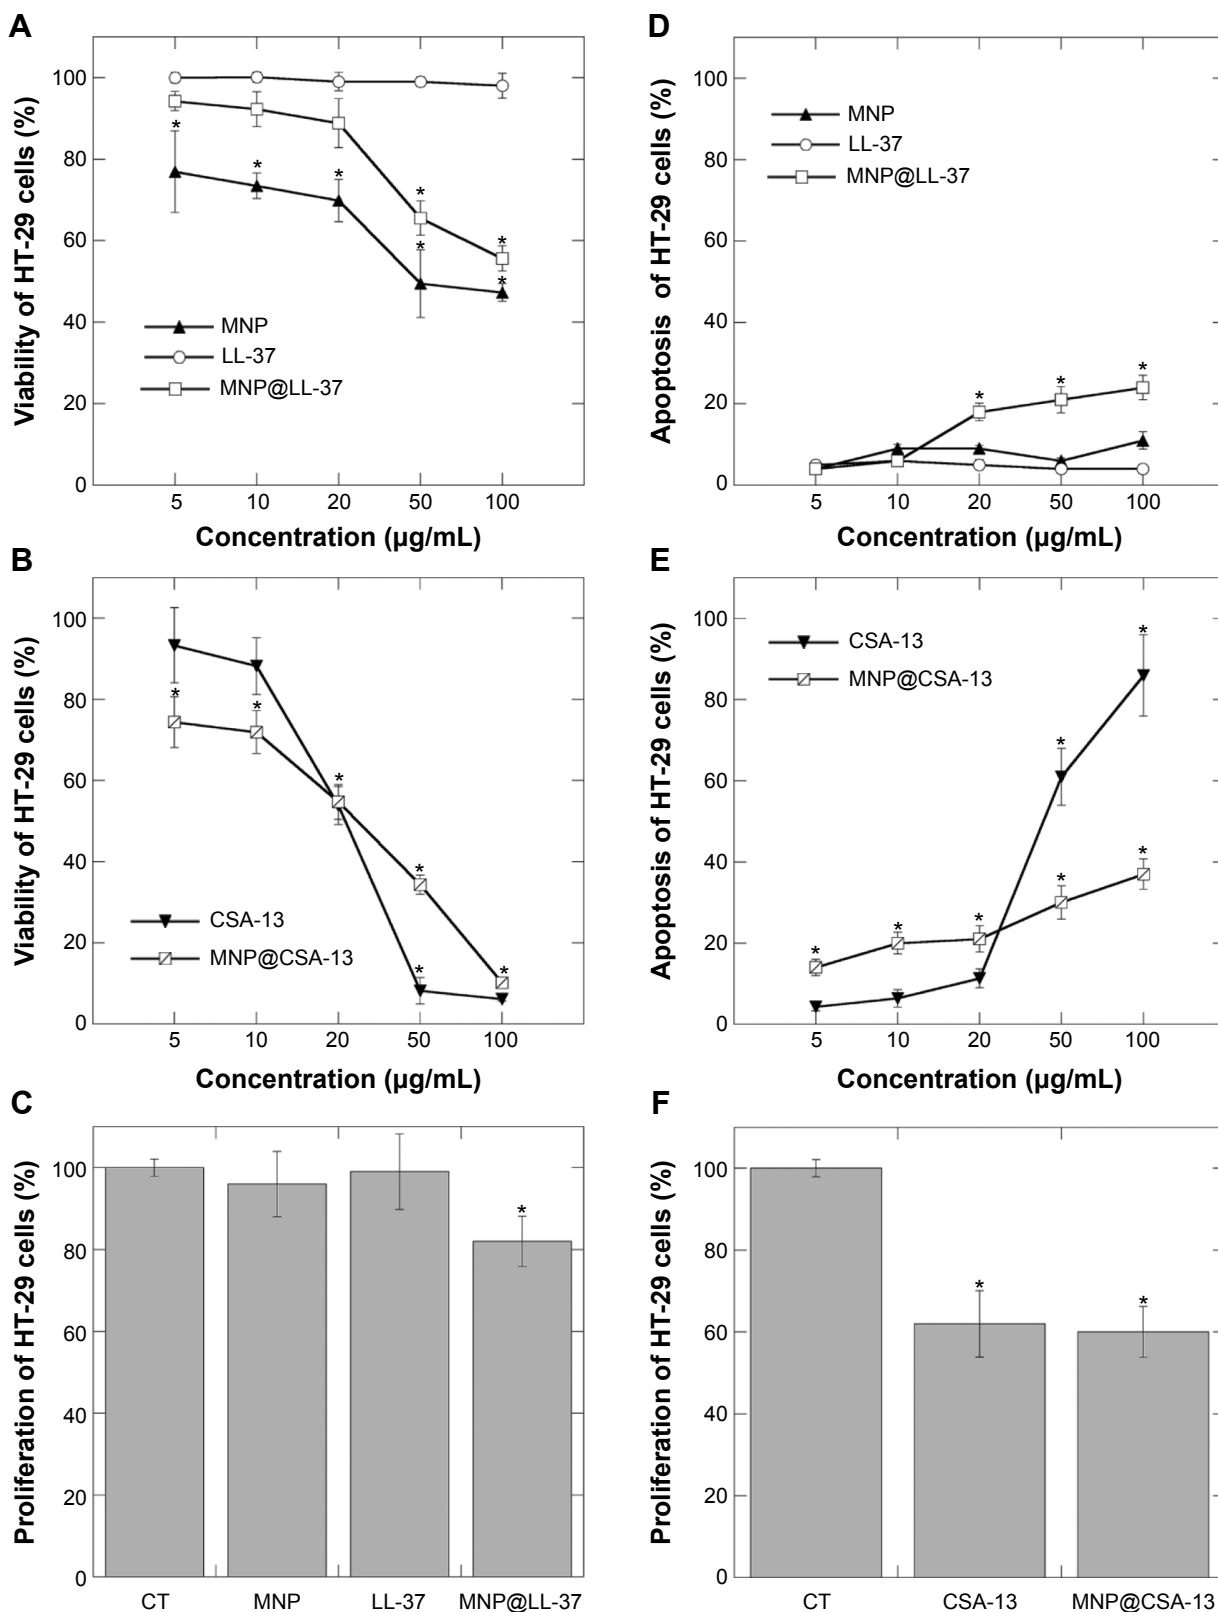 A
Viability of HT-29 cells (%)
100
80
60
40
20
0
*
*
*
*
*
*
*
MNP
LL-37
MNP@LL-37
5 10 20 50 100
Concentration (µg/mL)
D
Apoptosis of HT-29 cells (%)
100
80
60
40
20
0
MNP
LL-37
MNP@LL-37
*
*
*
5 10 20 50 100
Concentration (µg/mL)
B
Viability of HT-29 cells (%)
100
80
60
40
20
0
*
*
*
*
*
*
CSA-13
MNP@CSA-13
5 10 20 50 100
Concentration (µg/mL)
E
Apoptosis of HT-29 cells (%)
100
80
60
40
20
0
CSA-13
MNP@CSA-13
*
*
*
*
*
*
*
5 10 20 50 100
Concentration (µg/mL)
C
Proliferation of HT-29 cells (%)
100
80
60
40
20
0
*
CT MNP LL-37 MNP@LL-37
F
Proliferation of HT-29 cells (%)
100
80
60
40
20
0
*
*
CT CSA-13 MNP@CSA-13